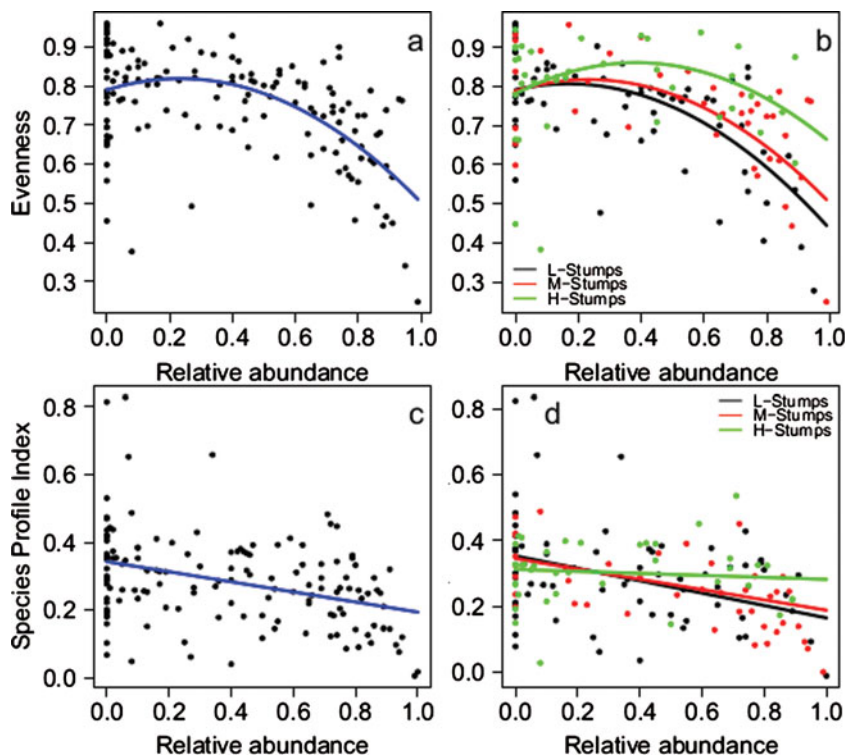 a
b
Evenness
0.9
0.8
0.7
0.6
0.5
0.4
0.3
0.9
0.8
0.7
0.6
0.5
0.4
0.3
L-Stumps
M-Stumps
H-Stumps
0.0 0.2 0.4 0.6 0.8 1.0
0.0 0.2 0.4 0.6 0.8 1.0
Relative abundance
Relative abundance
c
d
Species Profile Index
0.8
0.6
0.4
0.2
0.0
0.8
0.6
0.4
0.2
0.0
L-Stumps
M-Stumps
H-Stumps
0.0 0.2 0.4 0.6 0.8 1.0
0.0 0.2 0.4 0.6 0.8 1.0
Relative abundance
Relative abundance